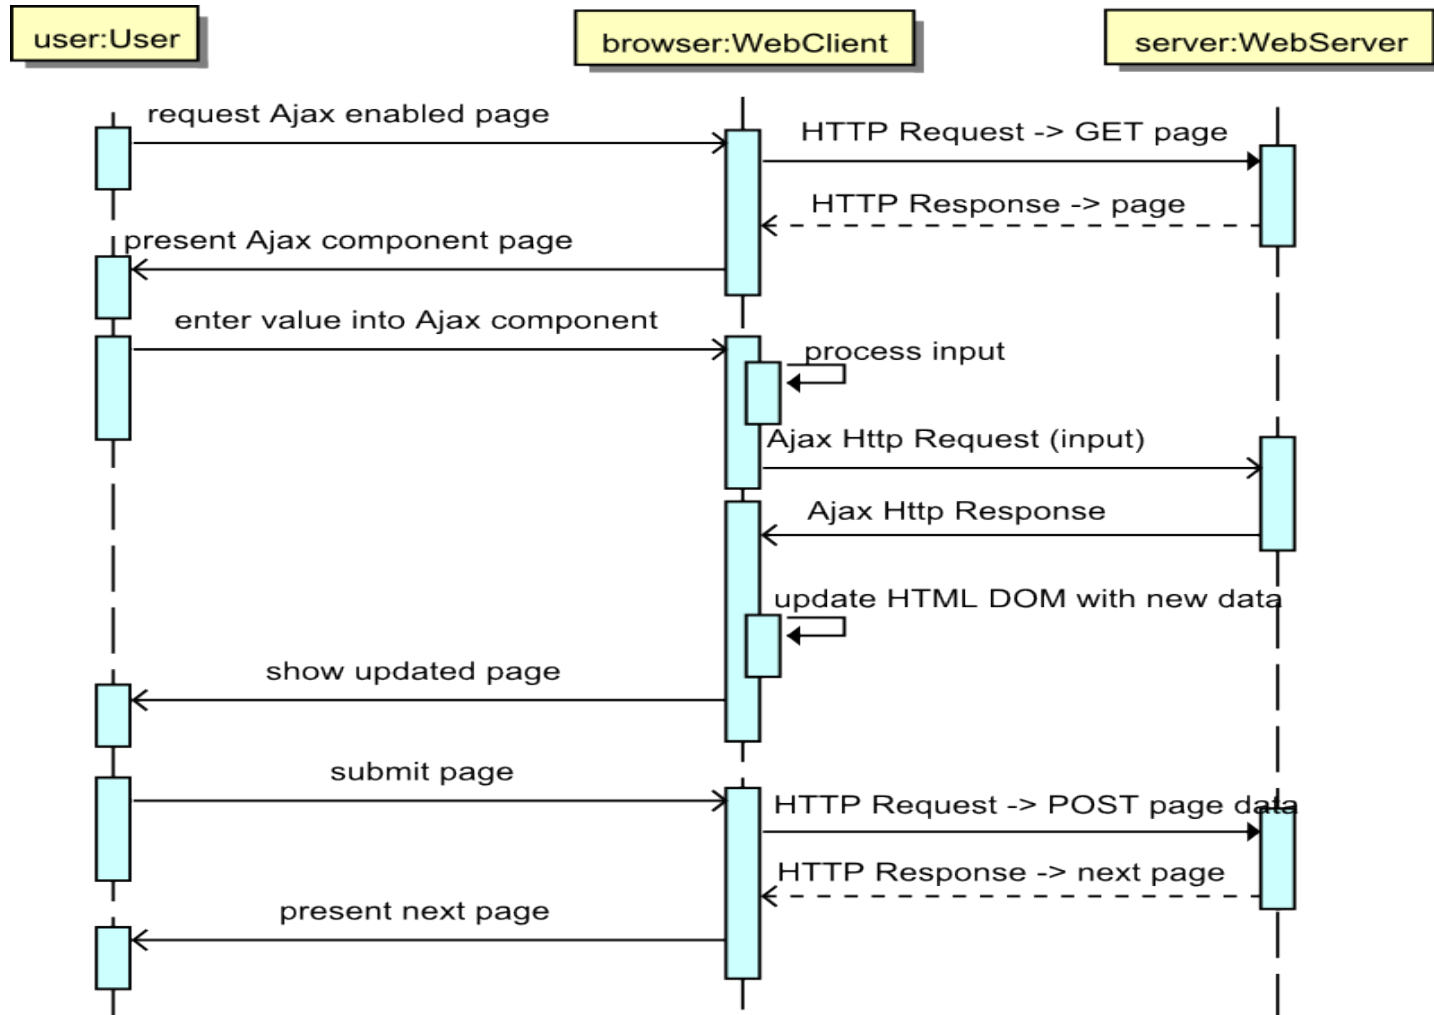 user:User
browser:WebClient
server:WebServer
request Ajax enabled page
HTTP Request -> GET page
HTTP Response -> page
present Ajax component page
enter value into Ajax component
process input
Ajax Http Request (input)
Ajax Http Response
update HTML DOM with new data
show updated page
submit page
HTTP Request -> POST page data
HTTP Response -> next page
present next page